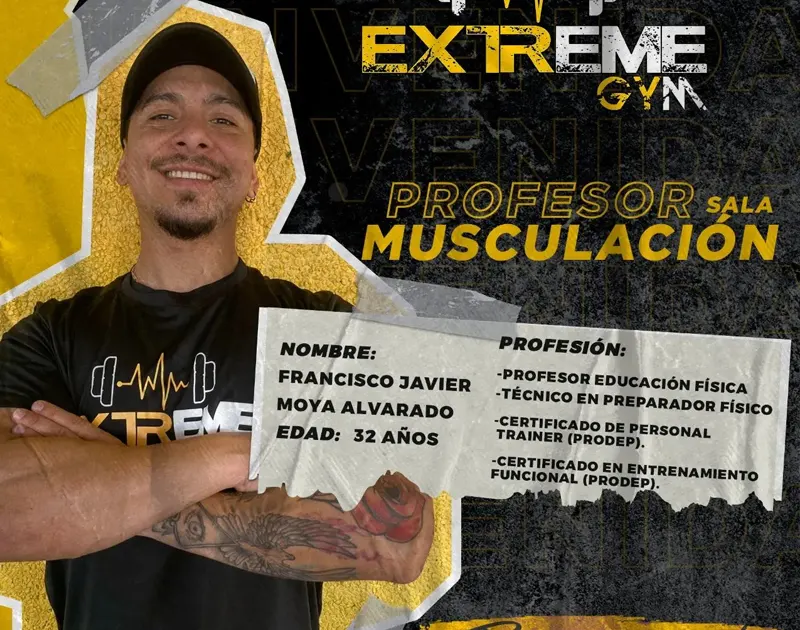 EXTREME
GYM
PROFESOR SALA
MUSCULACIÓN
NOMBRE:
FRANCISCO JAVIER
MOYA ALVARADO
EDAD: 32 AÑOS
PROFESIÓN:
-PROFESOR EDUCACIÓN FÍSICA
-TÉCNICO EN PREPARADOR FÍSICO
-CERTIFICADO DE PERSONAL
TRAINER (PRODEP).
-CERTIFICADO EN ENTRENAMIENTO
FUNCIONAL (PRODEP).
EXTREME